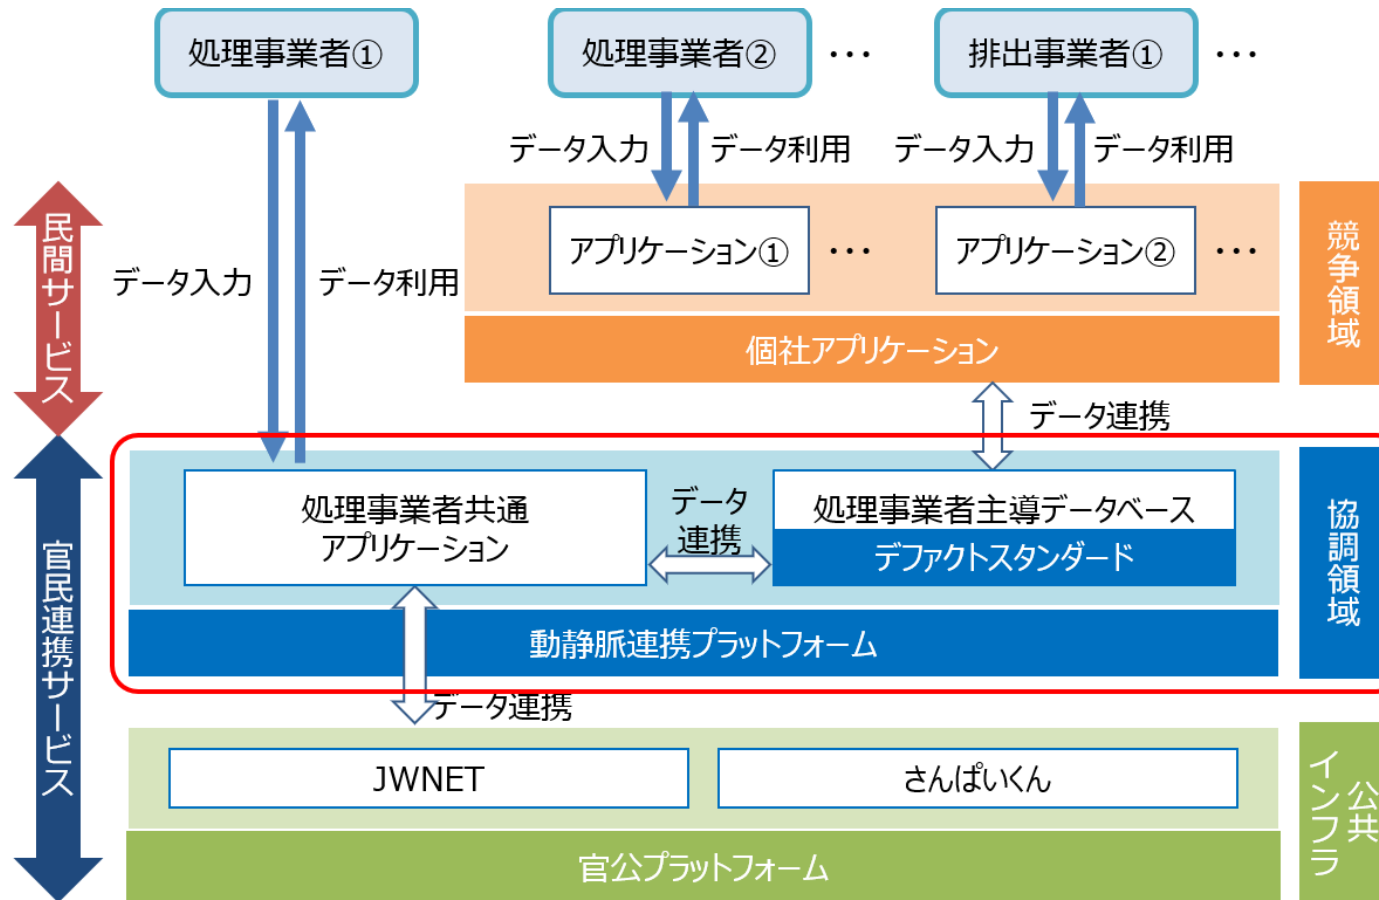 処理事業者①
処理事業者②
…
排出事業者①
…
データ入力
データ利用
データ入力
データ利用
データ入力
データ利用
民間サービス
アプリケーション①
…
アプリケーション②
…
競争領域
個社アプリケーション
データ連携
官民連携サービス
処理事業者共通
アプリケーション
データ
連携
処理事業者主導データベース
デファクトスタンダード
協調領域
動静脈連携プラットフォーム
データ連携
JWNET
さんぱいくん
公共
インフラ
官公プラットフォーム